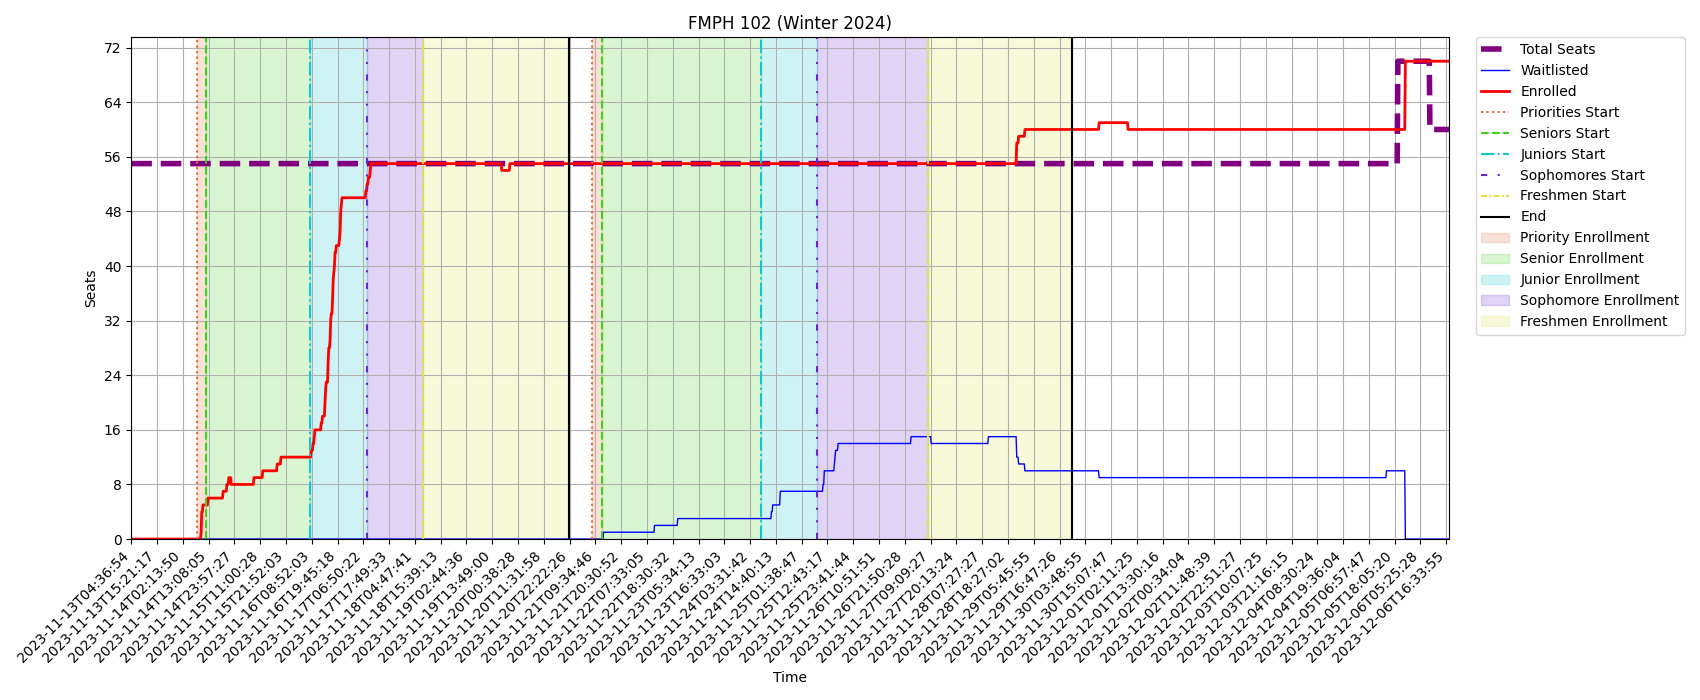 FMPH 102 (Winter 2024)
72
64
56
48
40
32
24
16
8
0
Seats
2023-11-13T04:36:54
2023-11-13T15:21:17
2023-11-14T02:13:50
2023-11-14T13:08:05
2023-11-14T23:57:27
2023-11-15T11:00:28
2023-11-15T21:52:03
2023-11-16T08:52:03
2023-11-16T19:45:18
2023-11-17T06:50:22
2023-11-17T17:49:33
2023-11-18T04:47:41
2023-11-18T15:39:13
2023-11-19T02:44:36
2023-11-19T13:49:00
2023-11-20T00:38:28
2023-11-20T11:31:58
2023-11-20T22:22:26
2023-11-21T09:34:46
2023-11-21T20:30:52
2023-11-22T07:33:05
2023-11-22T18:30:32
2023-11-23T05:34:13
2023-11-23T16:33:03
2023-11-24T03:31:42
2023-11-24T14:40:13
2023-11-25T01:38:47
2023-11-25T12:43:17
2023-11-25T23:41:44
2023-11-26T10:51:51
2023-11-26T21:50:28
2023-11-27T09:09:27
2023-11-27T20:13:24
2023-11-28T07:27:27
2023-11-28T18:27:02
2023-11-29T05:45:55
2023-11-29T16:47:26
2023-11-30T03:48:55
2023-11-30T15:07:47
2023-12-01T02:11:25
2023-12-01T13:30:16
2023-12-02T00:34:04
2023-12-02T11:48:39
2023-12-02T22:51:27
2023-12-03T10:07:25
2023-12-03T21:16:15
2023-12-04T08:30:24
2023-12-04T19:36:04
2023-12-05T06:57:47
2023-12-05T18:05:20
2023-12-06T05:25:28
2023-12-06T16:33:55
Time
Total Seats
Waitlisted
Enrolled
Priorities Start
Seniors Start
Juniors Start
Sophomores Start
Freshmen Start
End
Priority Enrollment
Senior Enrollment
Junior Enrollment
Sophomore Enrollment
Freshmen Enrollment